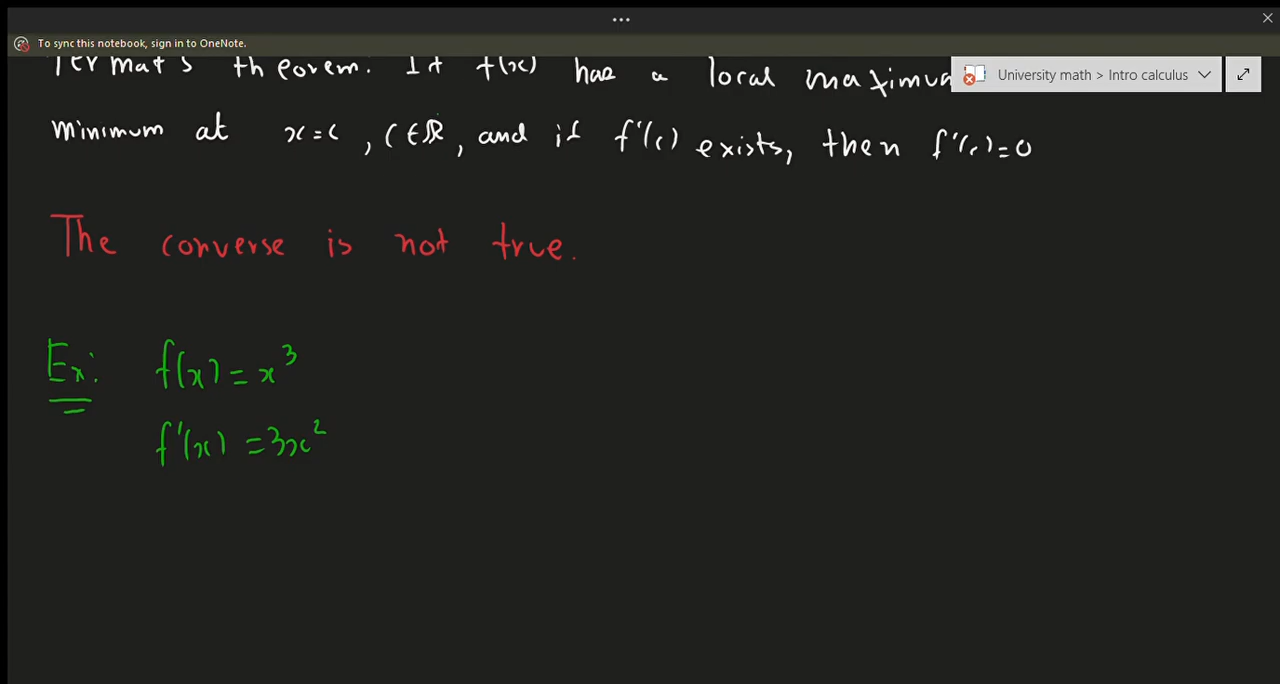 ...
To sync this notebook, sign in to OneNote.
Fermat's theorem: If f(x) has a local maximum
University math > Intro calculus
minimum at x=c, c∈ℝ, and if f'(c) exists, then f'(c)=0
The converse is not true.
Ex: f(x)=x³
f'(x)=3x²